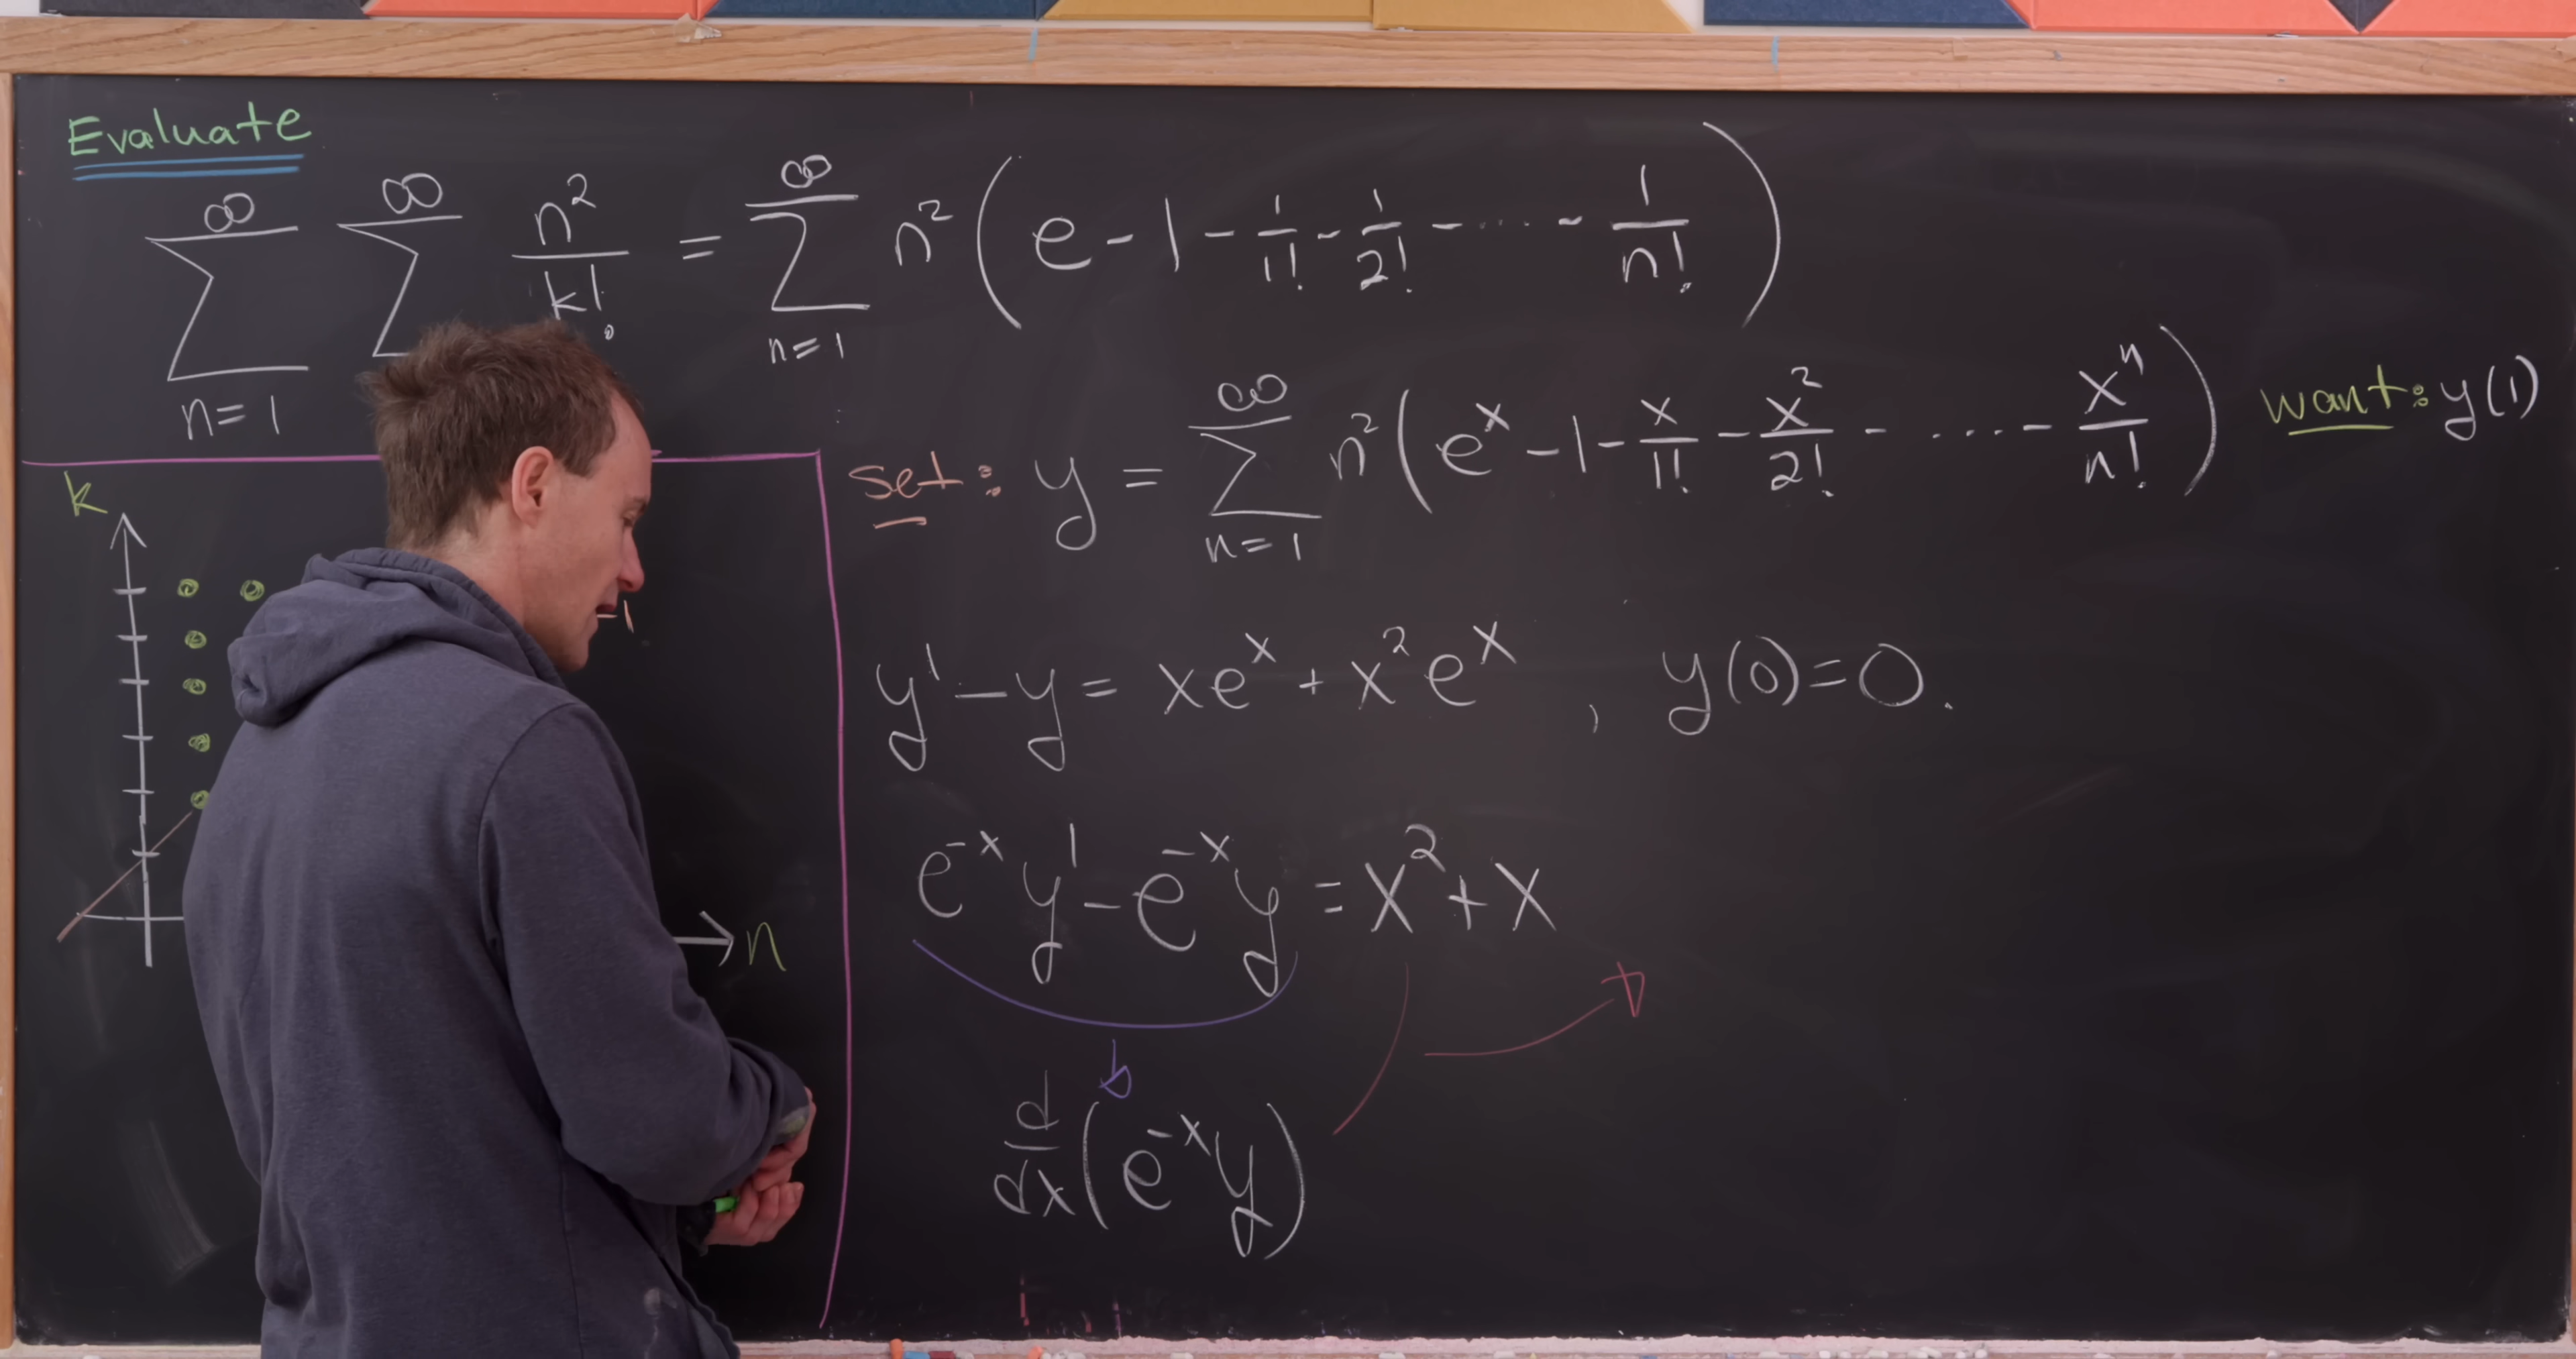 Evaluate
∞ ∞ n² / k! = ∞ ∑ n=1 n² ( e - 1 - 1/1! - 1/2! - ···· - 1/n! )
∑ ∑
n=1
set: y = ∞ ∑ n=1 n² ( eˣ - 1 - x/1! - x²/2! - ···· - xⁿ/n! ) want: y(1)
k
n
-1
y' - y = xeˣ + x²eˣ , y(0)=0.
e⁻ˣy' - e⁻ˣy = x² + x
d/dx (e⁻ˣy)